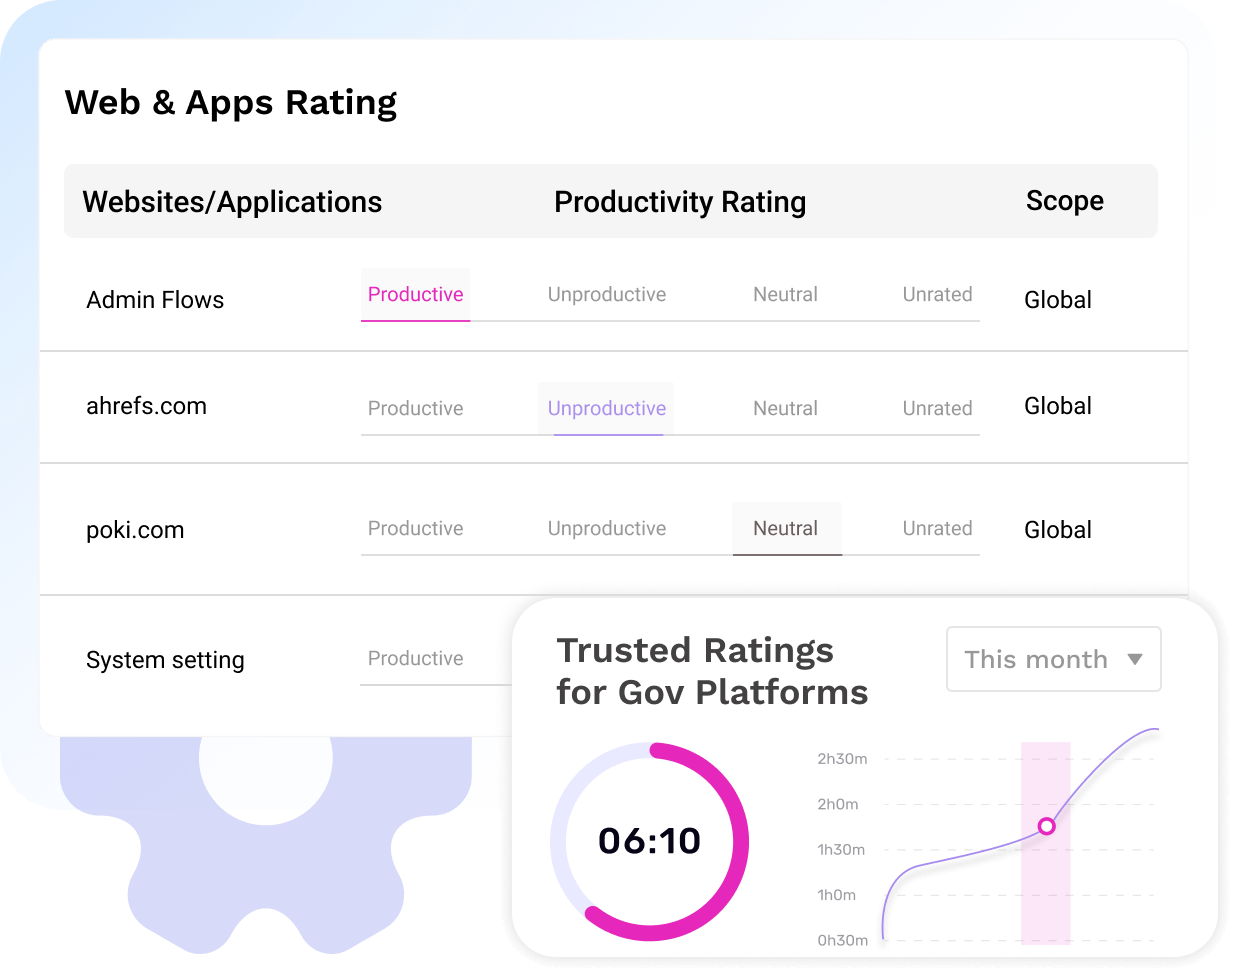 Web & Apps Rating
Websites/Applications Productivity Rating Scope
Admin Flows Productive Unproductive Neutral Unrated Global
ahrefs.com Productive Unproductive Neutral Unrated Global
poki.com Productive Unproductive Neutral Unrated Global
System setting Productive
Trusted Ratings
for Gov Platforms
This month
06:10
2h30m
2h0m
1h30m
1h0m
0h30m